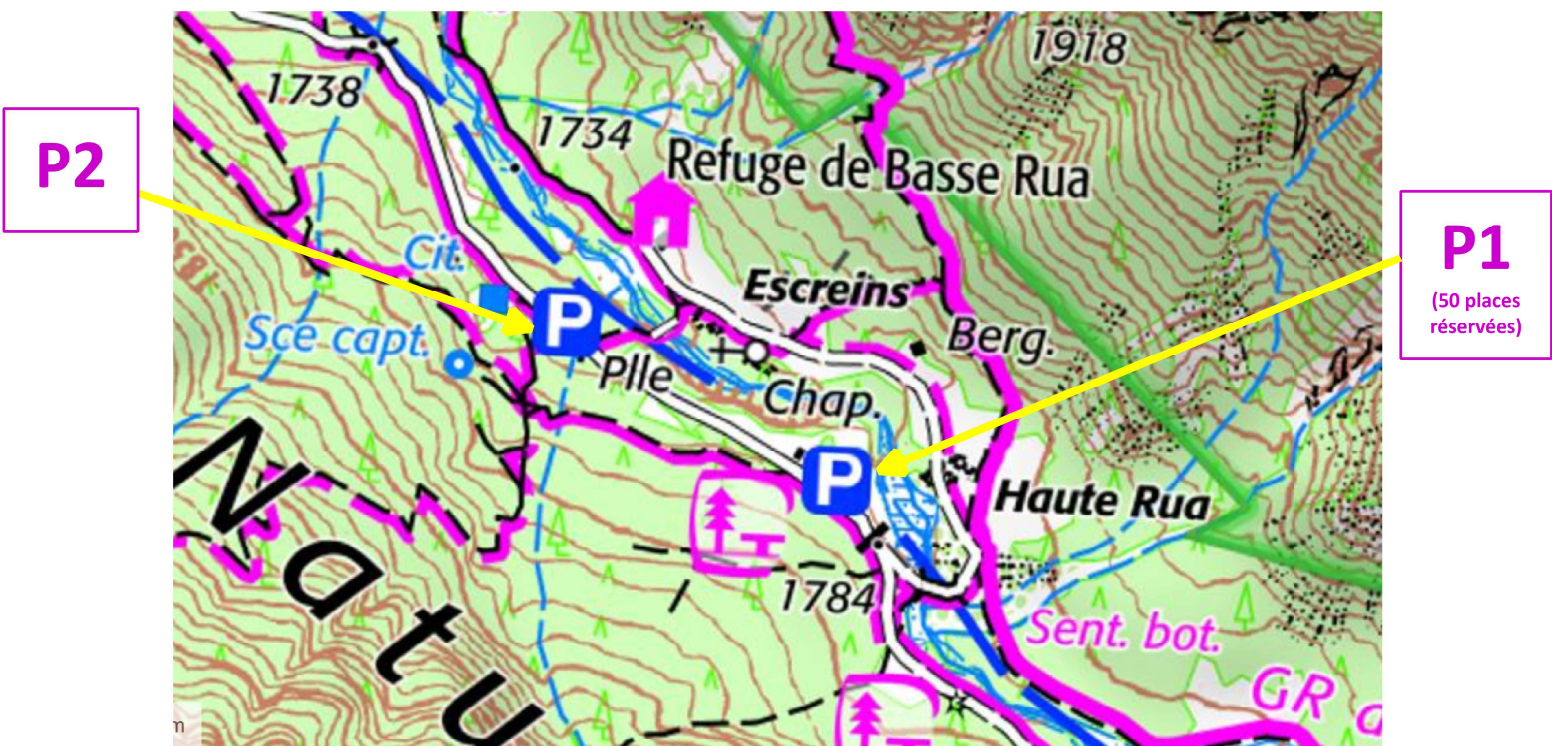 1918
1738
1734
P2
Refuge de Basse Rua
P1
(50 places
réservées)
Cit.
Escreins
P
Sce capt.
Berg.
Plle
Chap.
P
Haute Rua
Natu
1784
Sent. bot.
GR
m